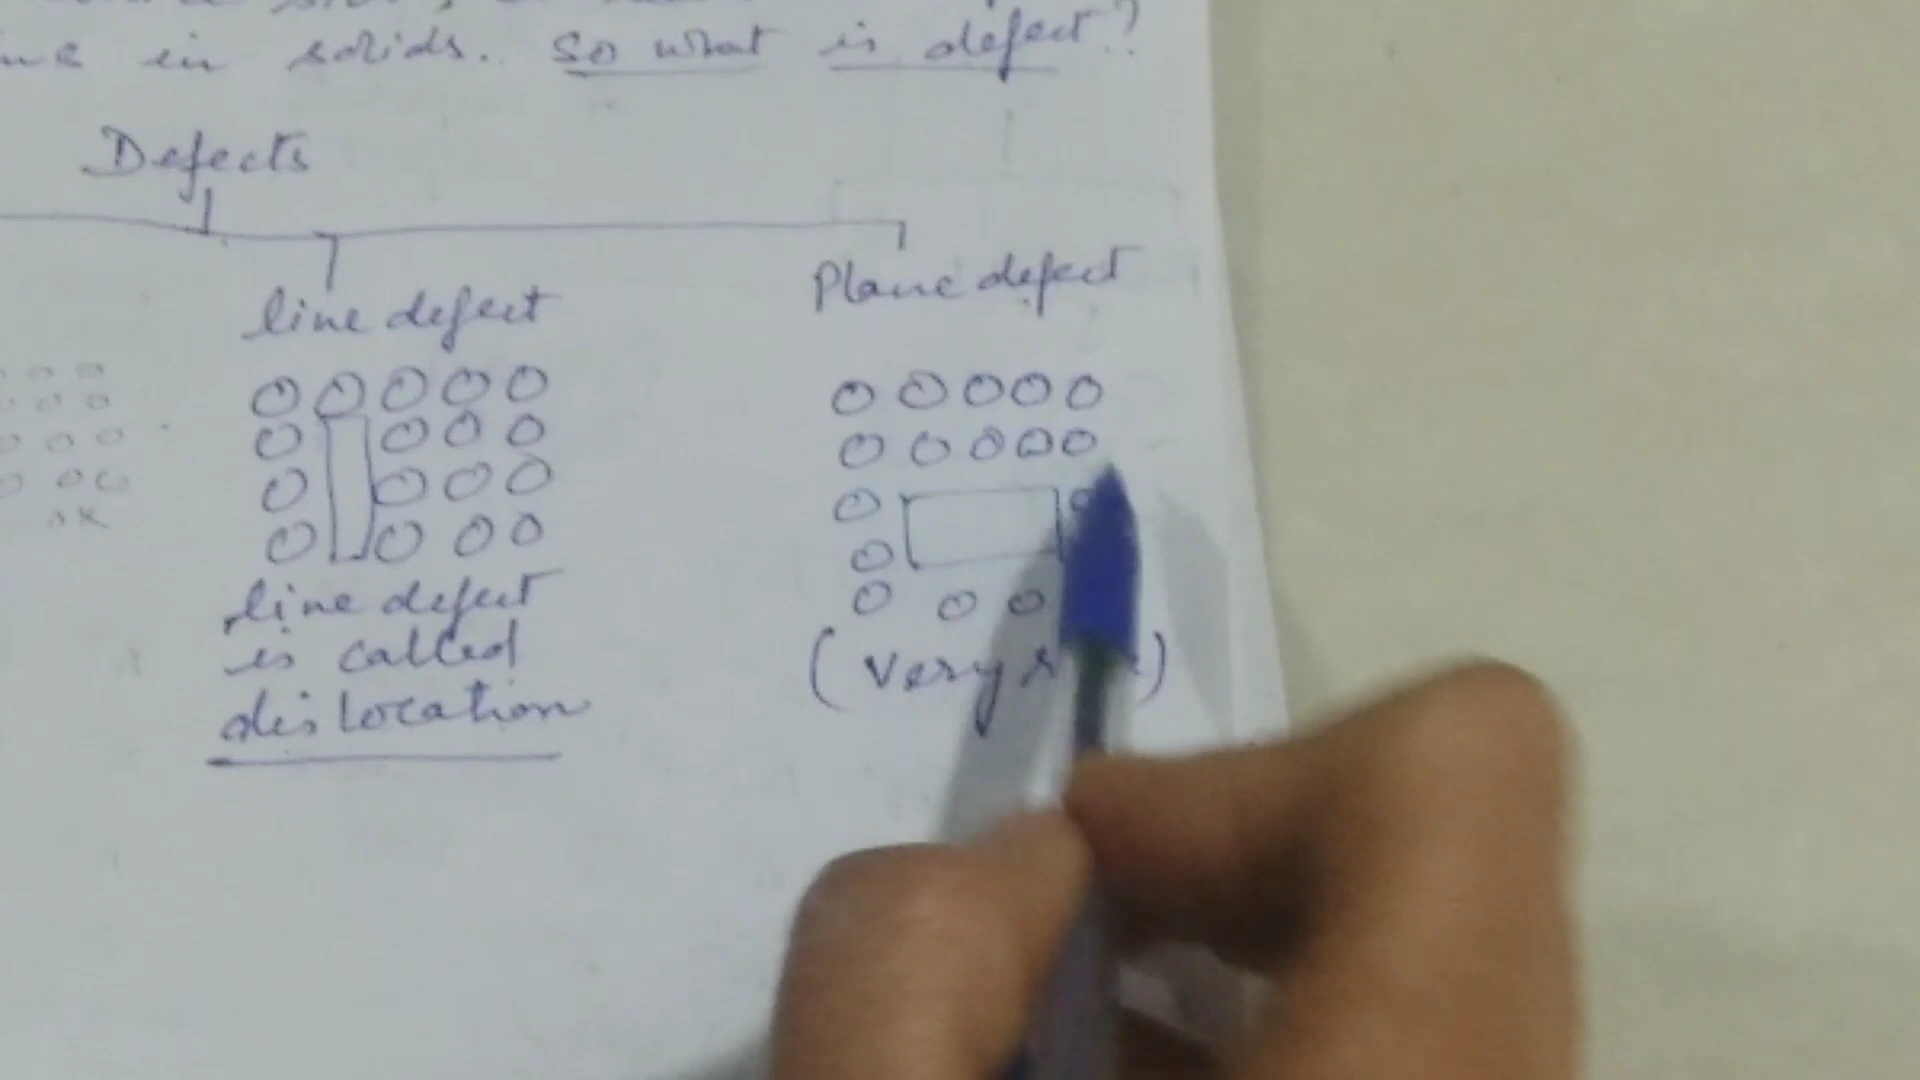 in solids. So what is defect?
Defects
line defect
Plane defect
line defect
is called
dislocation
(very